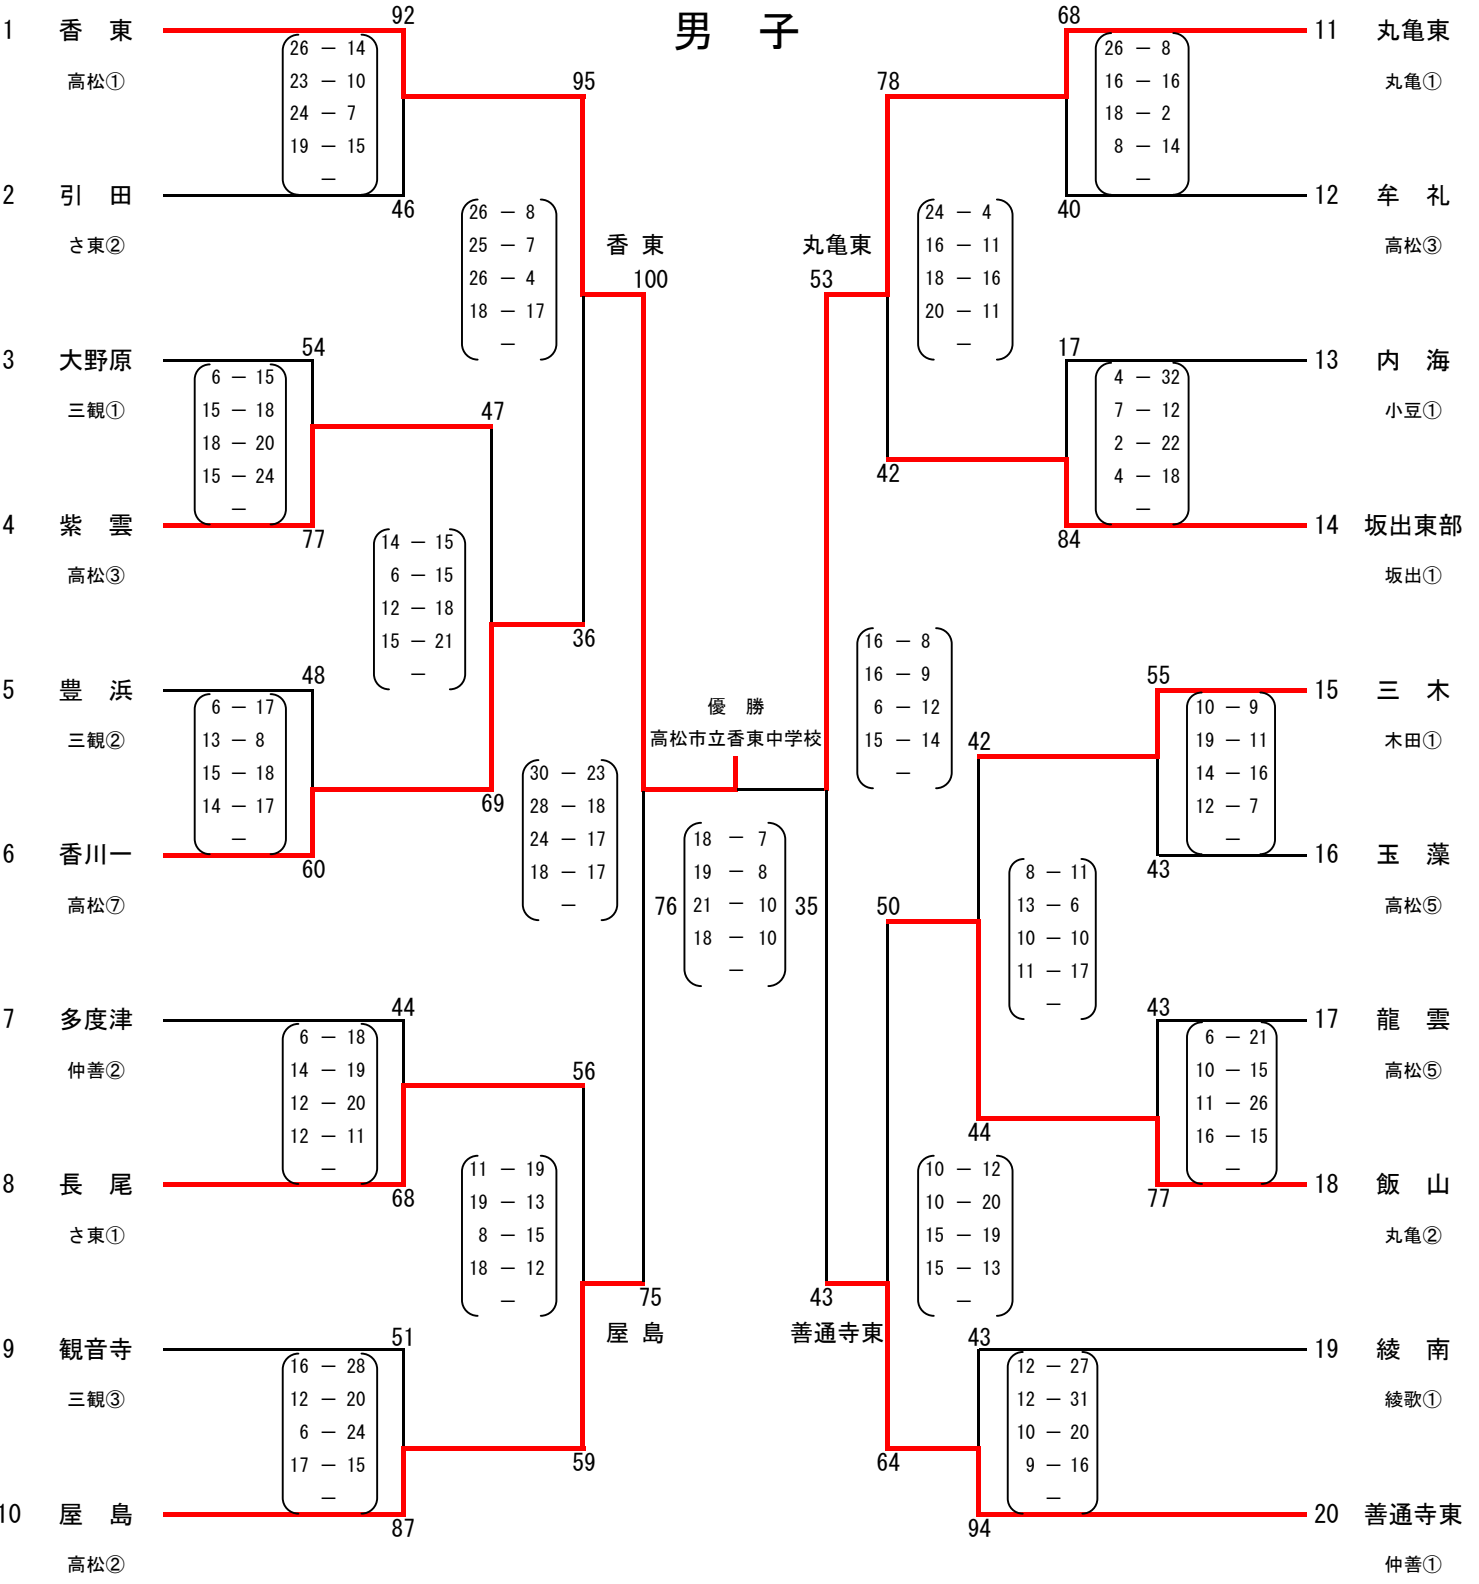 男 子
1 香 東
高松①
92
26 － 14
23 － 10
24 － 7
19 － 15
－
2 引 田
さ東②
46
95
26 － 8
25 － 7
26 － 4
18 － 17
－
香 東
100
3 大野原
三観①
54
6 － 15
15 － 18
18 － 20
15 － 24
－
4 紫 雲
高松③
77
47
14 － 15
6 － 15
12 － 18
15 － 21
－
36
5 豊 浜
三観②
48
6 － 17
13 － 8
15 － 18
14 － 17
－
6 香川一
高松⑦
60
69
30 － 23
28 － 18
24 － 17
18 － 17
－
7 多度津
仲善②
44
6 － 18
14 － 19
12 － 20
12 － 11
－
8 長 尾
さ東①
68
56
11 － 19
19 － 13
8 － 15
18 － 12
－
75
屋 島
9 観音寺
三観③
51
16 － 28
12 － 20
6 － 24
17 － 15
－
10 屋 島
高松②
87
59
優 勝
高松市立香東中学校
76
18 － 7
19 － 8
21 － 10
18 － 10
－
35
68
11 丸亀東
丸亀①
26 － 8
16 － 16
18 － 2
8 － 14
－
40
12 牟 礼
高松③
78
丸亀東
53
24 － 4
16 － 11
18 － 16
20 － 11
－
17
13 内 海
小豆①
4 － 32
7 － 12
2 － 22
4 － 18
－
42
84
14 坂出東部
坂出①
16 － 8
16 － 9
6 － 12
15 － 14
－
55
15 三 木
木田①
10 － 9
19 － 11
14 － 16
12 － 7
－
43
16 玉 藻
高松⑤
42
50
8 － 11
13 － 6
10 － 10
11 － 17
－
43
17 龍 雲
高松⑤
6 － 21
10 － 15
11 － 26
16 － 15
－
44
77
18 飯 山
丸亀②
10 － 12
10 － 20
15 － 19
15 － 13
－
43
善通寺東
43
19 綾 南
綾歌①
12 － 27
12 － 31
10 － 20
9 － 16
－
64
94
20 善通寺東
仲善①